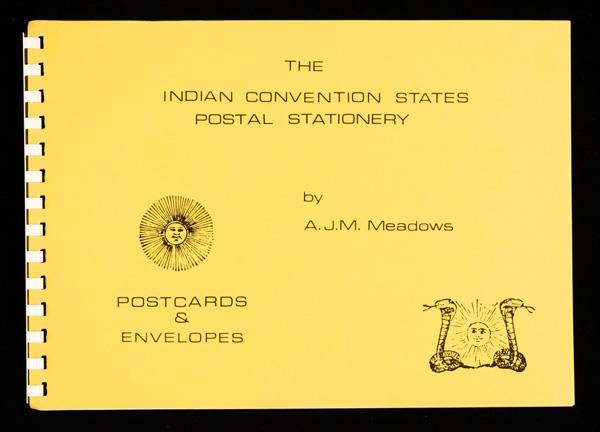 THE
INDIAN CONVENTION STATES
POSTAL STATIONERY
by
A.J.M. Meadows
POSTCARDS
&
ENVELOPES